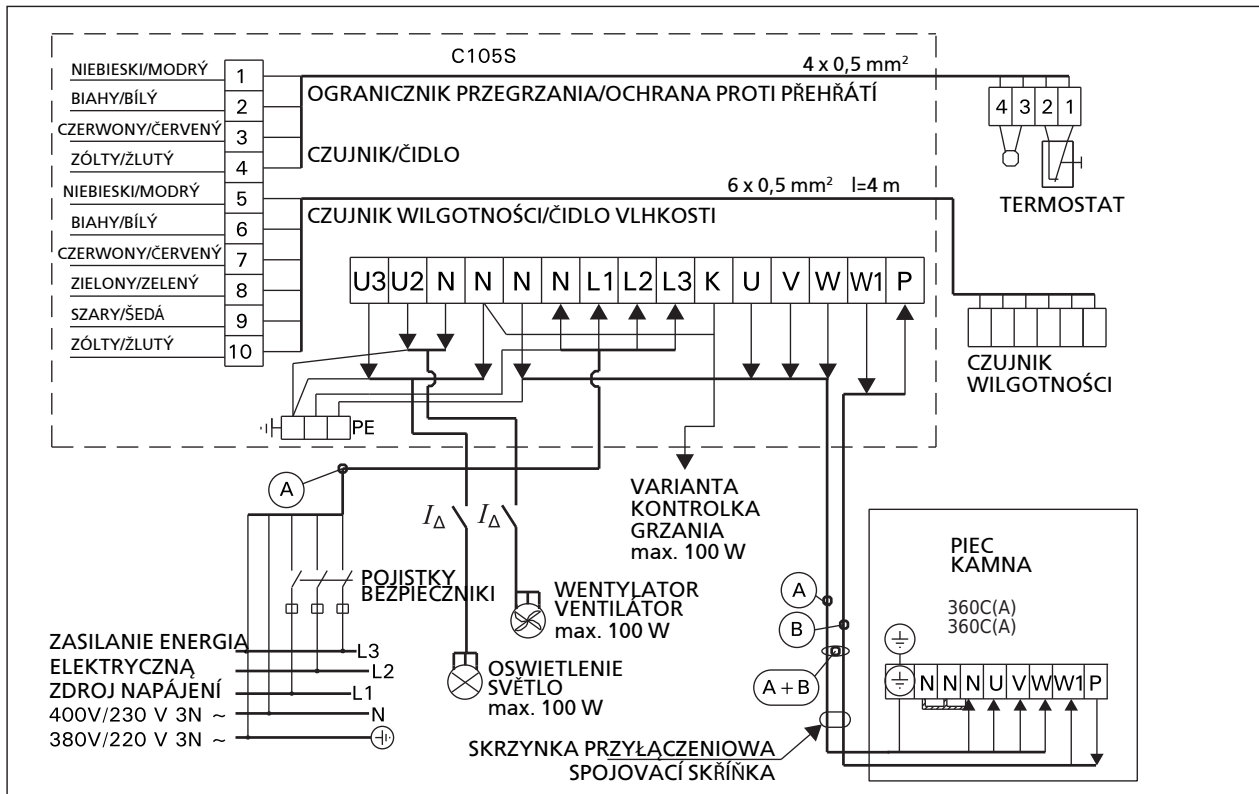 C105S
4 x 0,5 mm²
NIEBIESKI/MODRÝ 1
BIAHY/BÍLÝ 2
CZERWONY/ČERVENÝ 3
ZÓLTY/ŽLUTÝ 4
NIEBIESKI/MODRÝ 5
BIAHY/BÍLÝ 6
CZERWONY/ČERVENÝ 7
ZIELONY/ZELENÝ 8
SZARY/ŠEDÁ 9
ZÓLTY/ŽLUTÝ 10
OGRANICZNIK PRZEGRZANIA/OCHRANA PROTI PŘEHŘÁTÍ
CZUJNIK/ČIDLO
4 3 2 1
TERMOSTAT
6 x 0,5 mm² l=4 m
CZUJNIK WILGOTNOŚCI/ČIDLO VLHKOSTI
U3 U2 N N N N L1 L2 L3 K U V W W1 P
CZUJNIK
WILGOTNOŚCI
PE
A
I∆ I∆
VARIANTA
KONTROLKA
GRZANIA
max. 100 W
POJISTKY
BEZPIECZNIKI
WENTYLATOR
VENTILÁTOR
max. 100 W
OSWIETLENIE
SVĚTLO
max. 100 W
ZASILANIE ENERGIA
ELEKTRYCZNĄ
ZDROJ NAPÁJENÍ
400V/230 V 3N ~
380V/220 V 3N ~
L3
L2
L1
N
A
B
A + B
SKRZYNKA PRZYŁĄCZENIOWA
SPOJOVACÍ SKŘÍŇKA
PIEC
KAMNA
360C(A)
360C(A)
N N N U V W W1 P